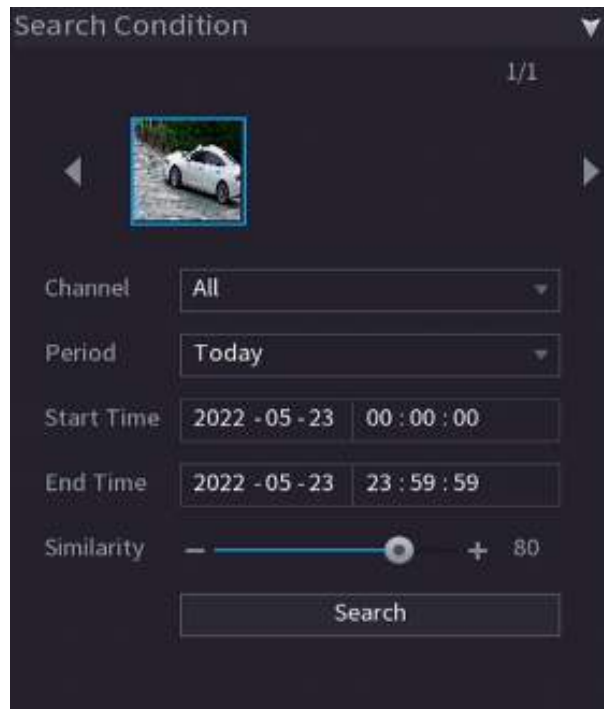 Search Condition
1/1
Channel All
Period Today
Start Time 2022 - 05 - 23 00 : 00 : 00
End Time 2022 - 05 - 23 23 : 59 : 59
Similarity 80
Search